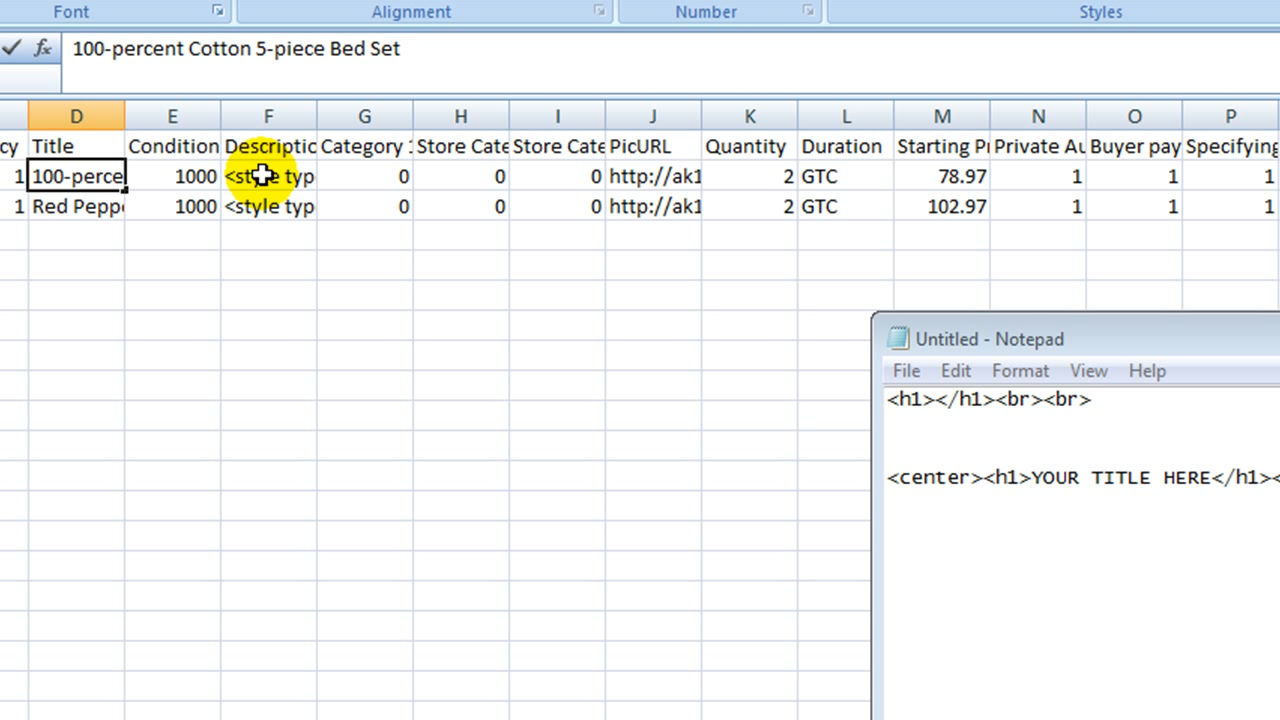 Font Alignment Number Styles
fx 100-percent Cotton 5-piece Bed Set
D E F G H I J K L M N O P
cy Title Condition Descriptic Category Store Cate Store Cate PicURL Quantity Duration Starting Pr Private Au Buyer pay Specifying
1 100-perce 1000 <style typ 0 0 0 http://ak1 2 GTC 78.97 1 1 1
1 Red Peppe 1000 <style typ 0 0 0 http://ak1 2 GTC 102.97 1 1 1
Untitled - Notepad
File Edit Format View Help
<h1></h1><br><br>
<center><h1>YOUR TITLE HERE</h1><